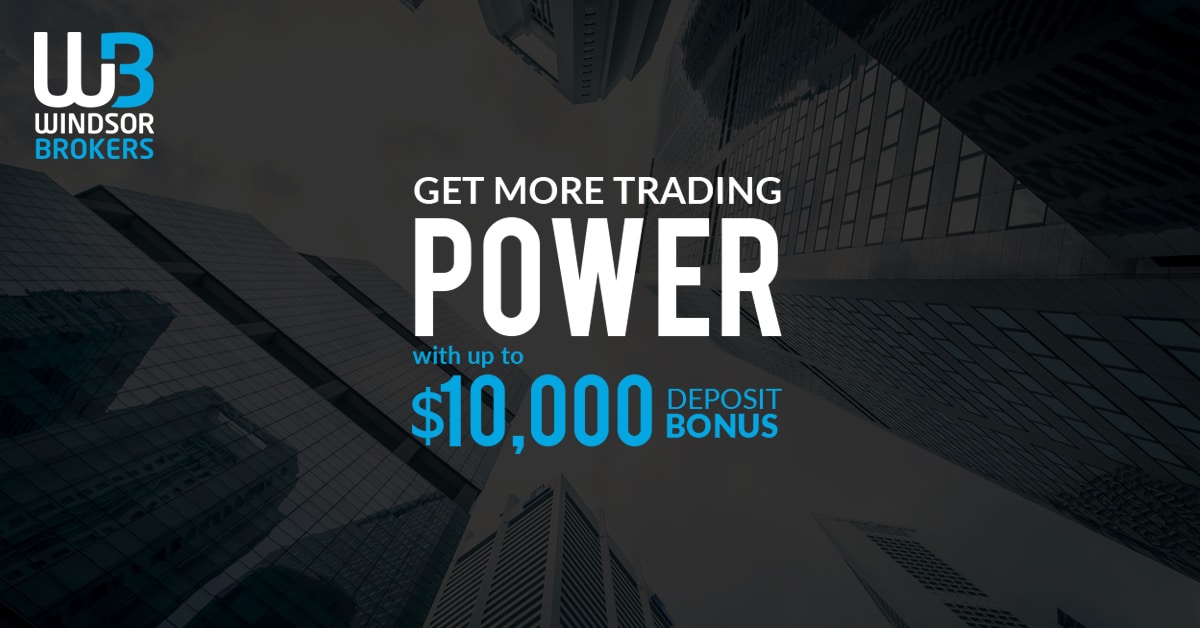 WB
WINDSOR
BROKERS
GET MORE TRADING
POWER
with up to
$10,000 DEPOSIT
BONUS